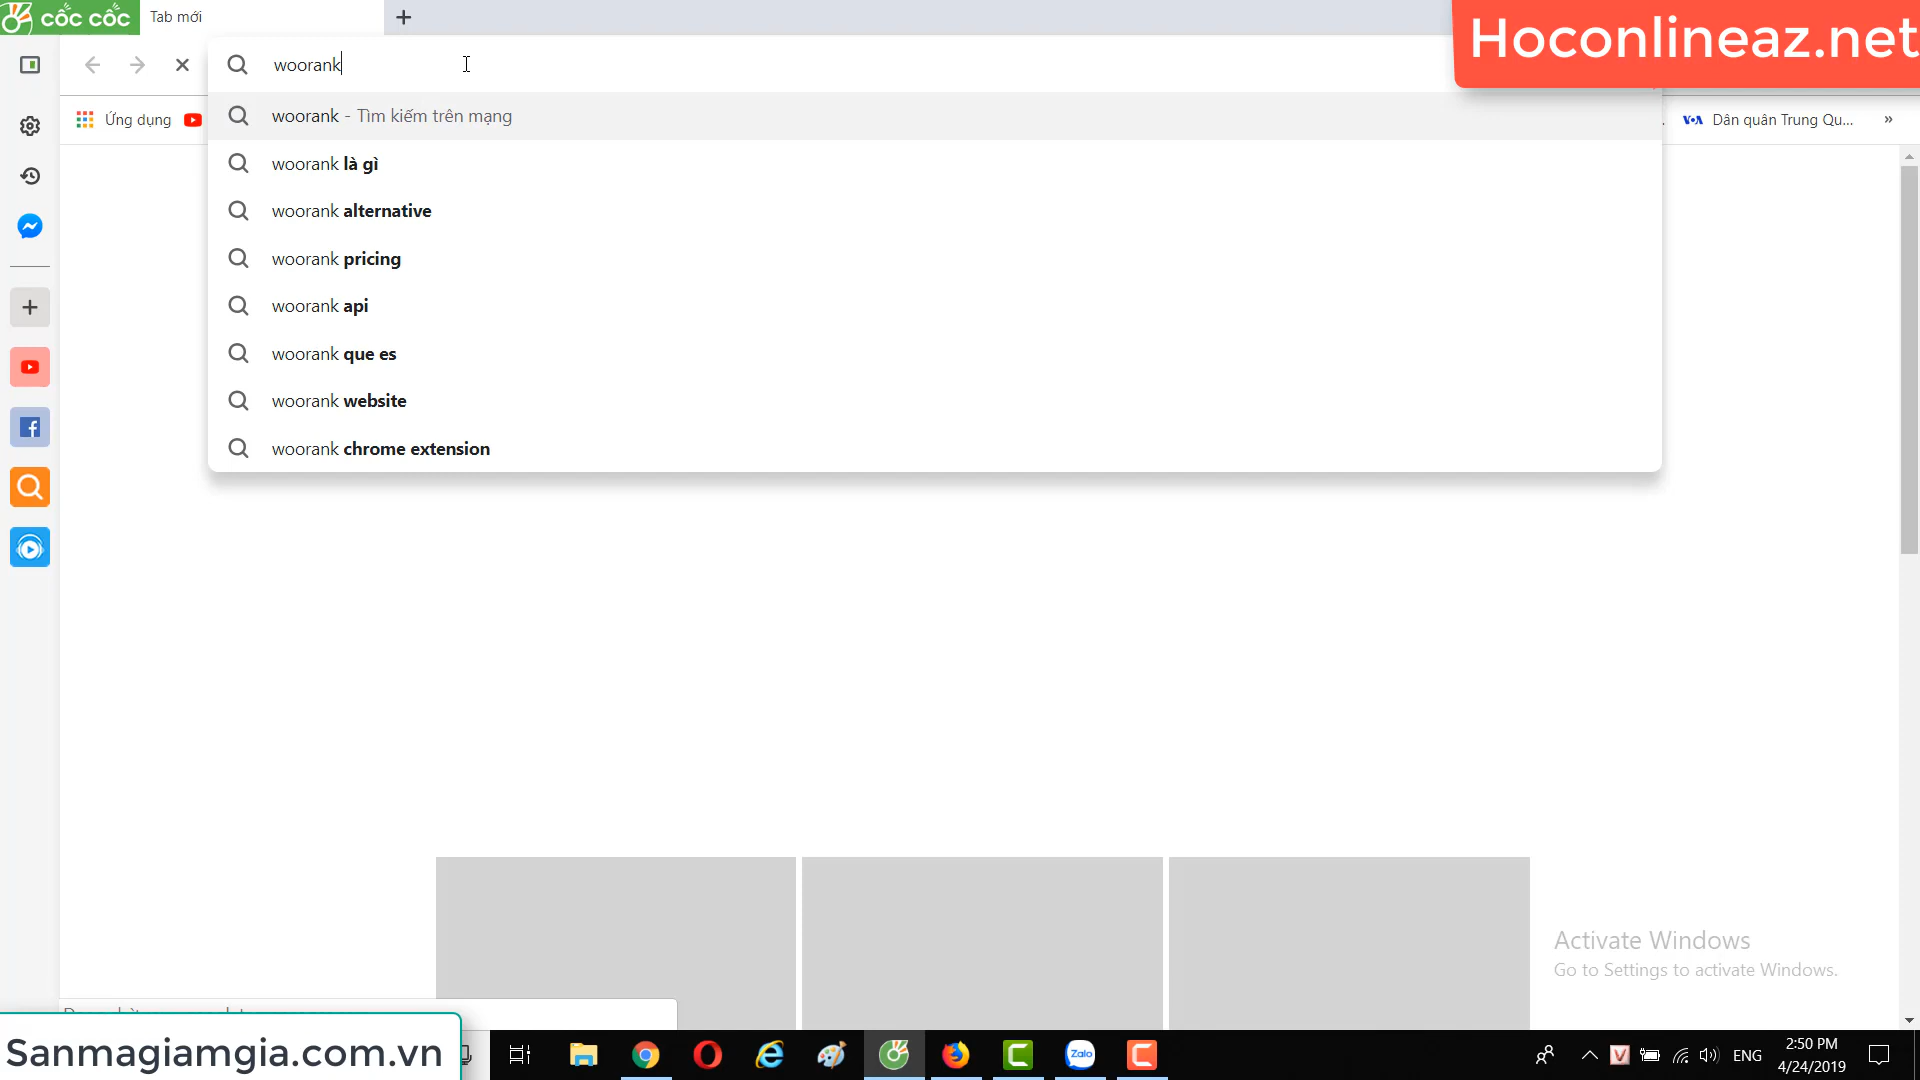 cốc cốc
Tab mới
Hoconlineaz.net
woorank
woorank - Tìm kiếm trên mạng
Ứng dụng
Dân quân Trung Qu...
woorank là gì
woorank alternative
woorank pricing
woorank api
woorank que es
woorank website
woorank chrome extension
Activate Windows
Go to Settings to activate Windows.
Sanmagiamgia.com.vn
Zalo
ENG
2:50 PM
4/24/2019